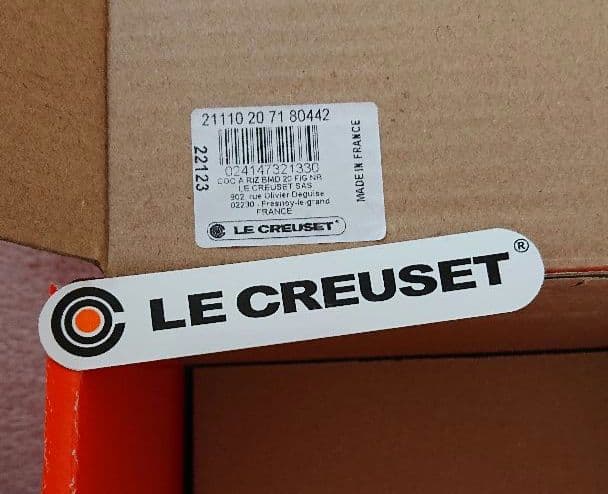 21110 20 71 80442
22123
024147321330
COC A RIZ BMD 20 FIG NR
LE CREUSET SAS
902, rue Olivier Deguise
02230 - Fresnoy-le-grand
FRANCE
MADE IN FRANCE
LE CREUSET
LE CREUSET®